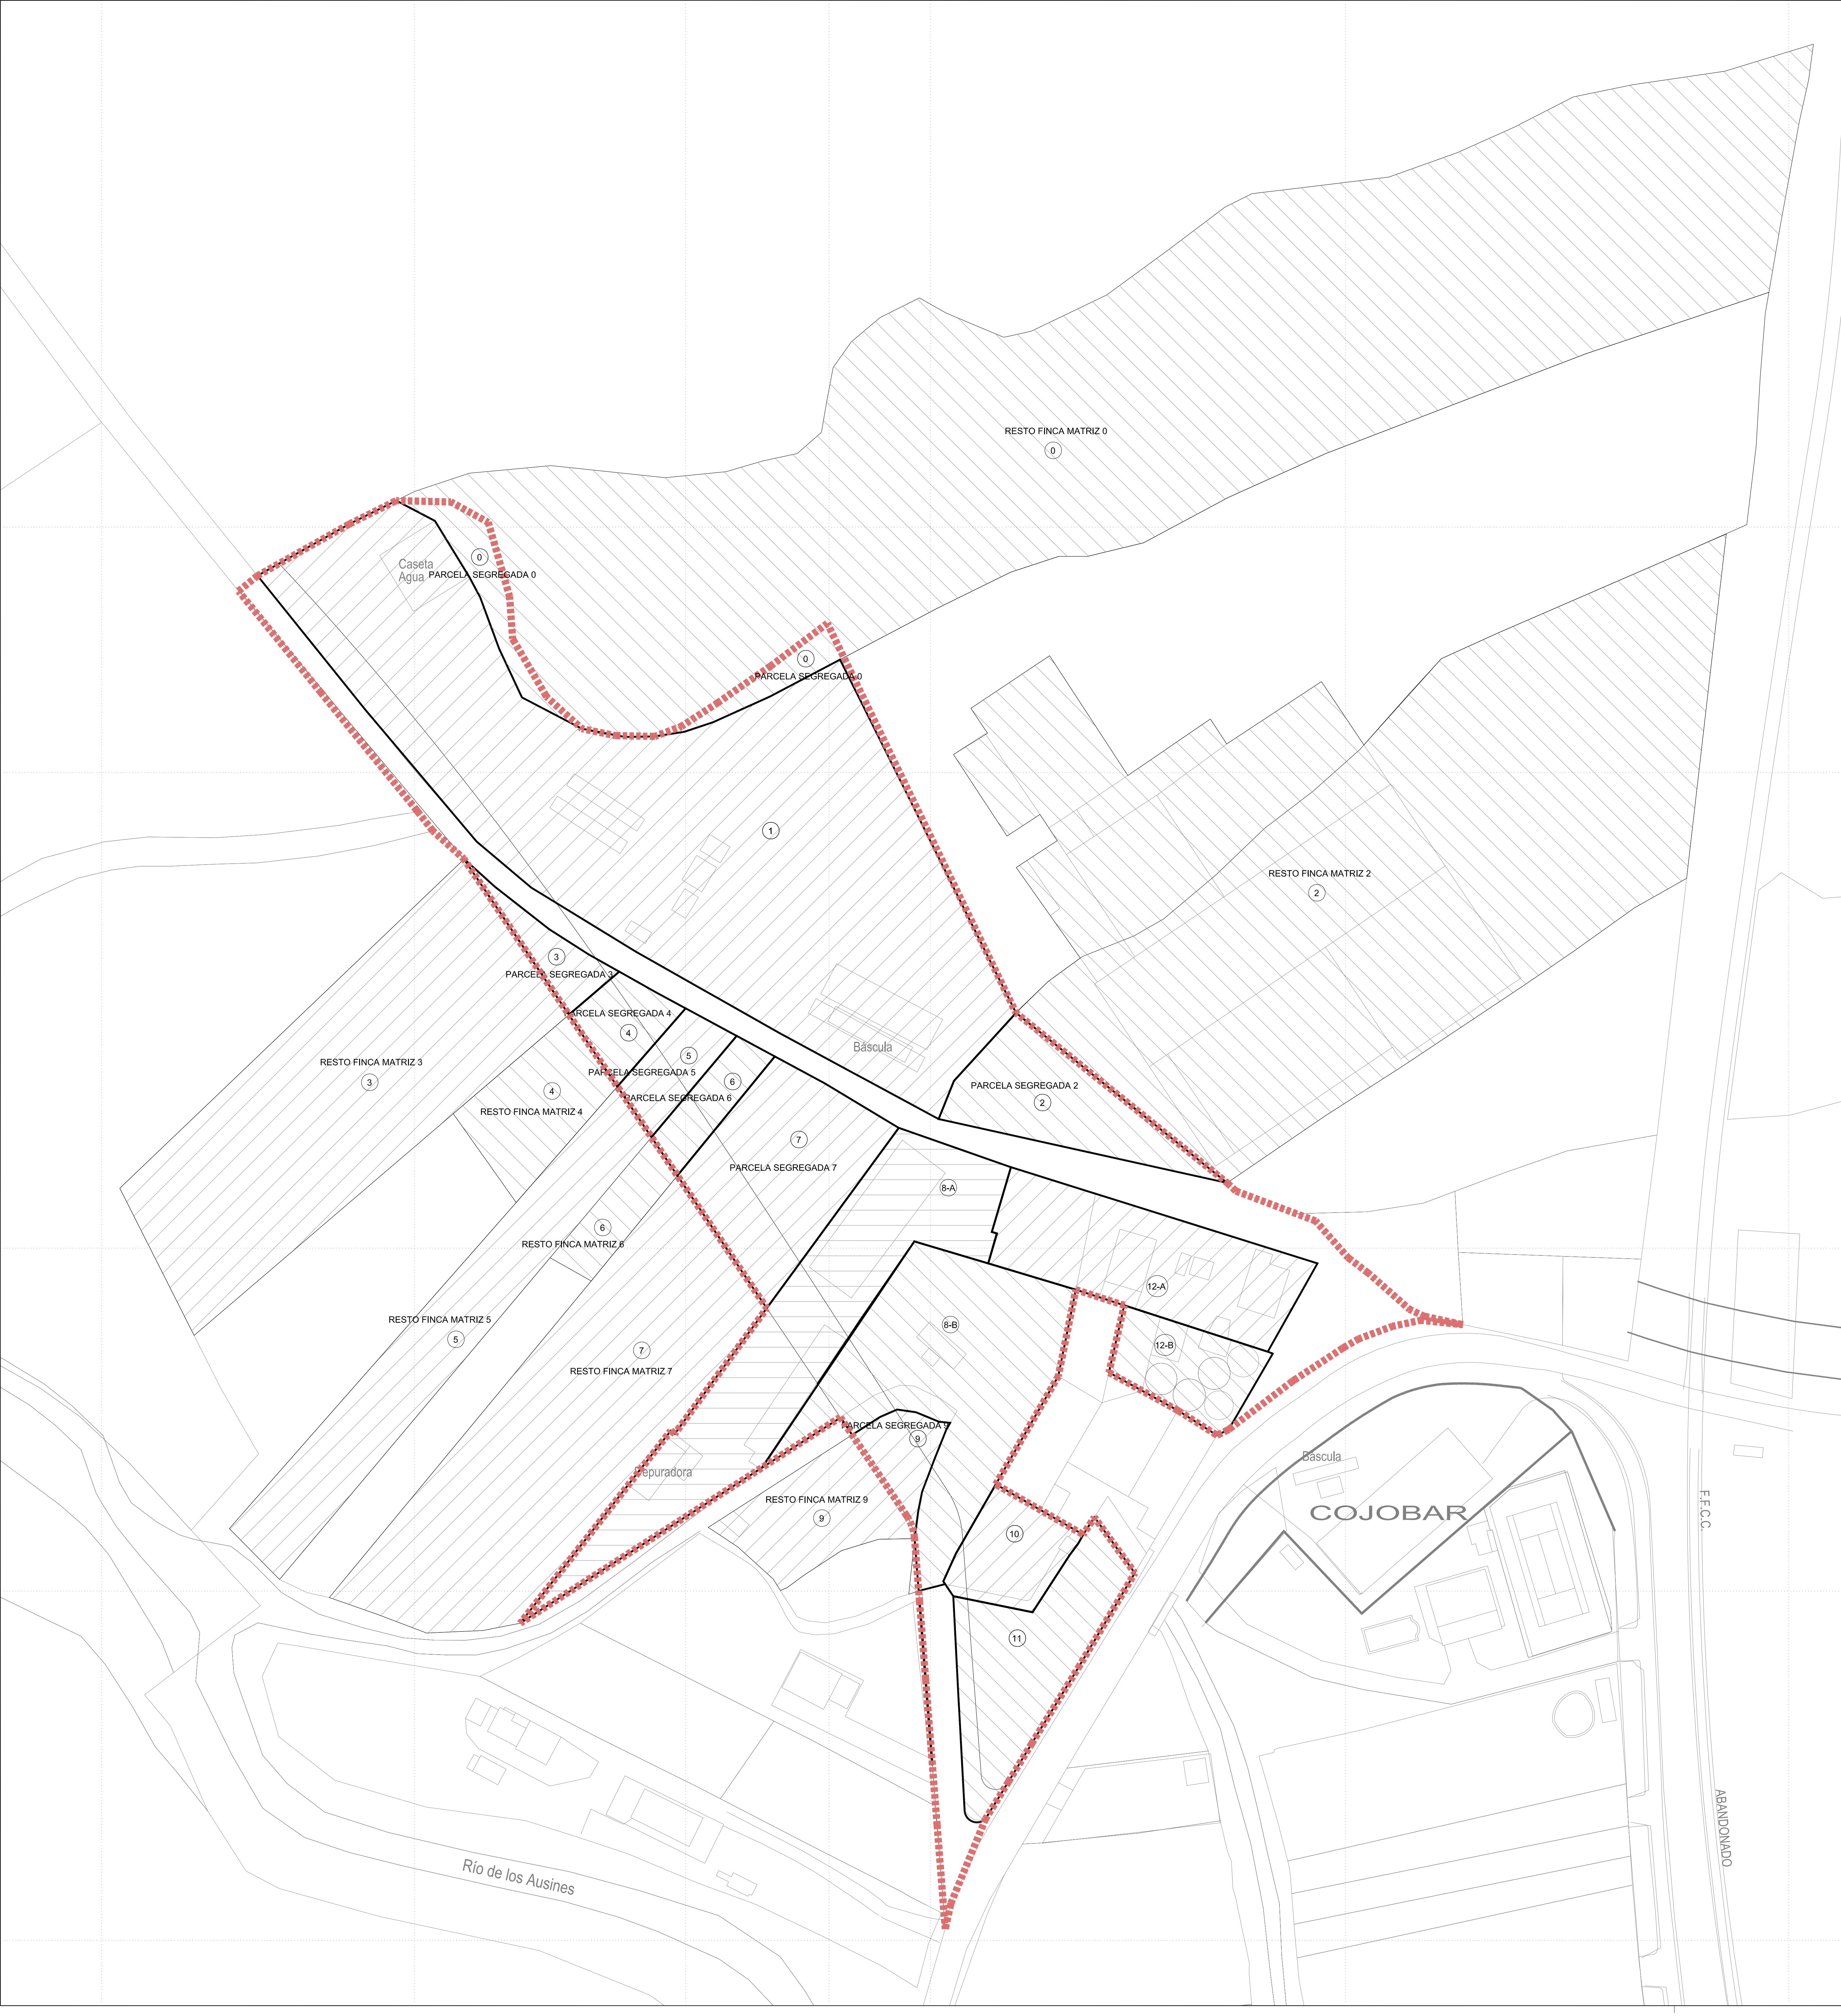 RESTO FINCA MATRIZ 0
0
0
Caseta
Agua
PARCELA SEGREGADA 0
0
PARCELA SEGREGADA 0
1
RESTO FINCA MATRIZ 2
2
3
PARCELA SEGREGADA 3
PARCELA SEGREGADA 4
4
Báscula
5
PARCELA SEGREGADA 5
6
PARCELA SEGREGADA 6
RESTO FINCA MATRIZ 3
3
PARCELA SEGREGADA 2
2
4
RESTO FINCA MATRIZ 4
7
PARCELA SEGREGADA 7
8-A
6
RESTO FINCA MATRIZ 6
12-A
RESTO FINCA MATRIZ 5
5
8-B
12-B
7
RESTO FINCA MATRIZ 7
PARCELA SEGREGADA 9
9
Bascula
Depuradora
RESTO FINCA MATRIZ 9
9
COJOBAR
F.F.C.C.
10
11
ABANDONADO
Río de los Ausines